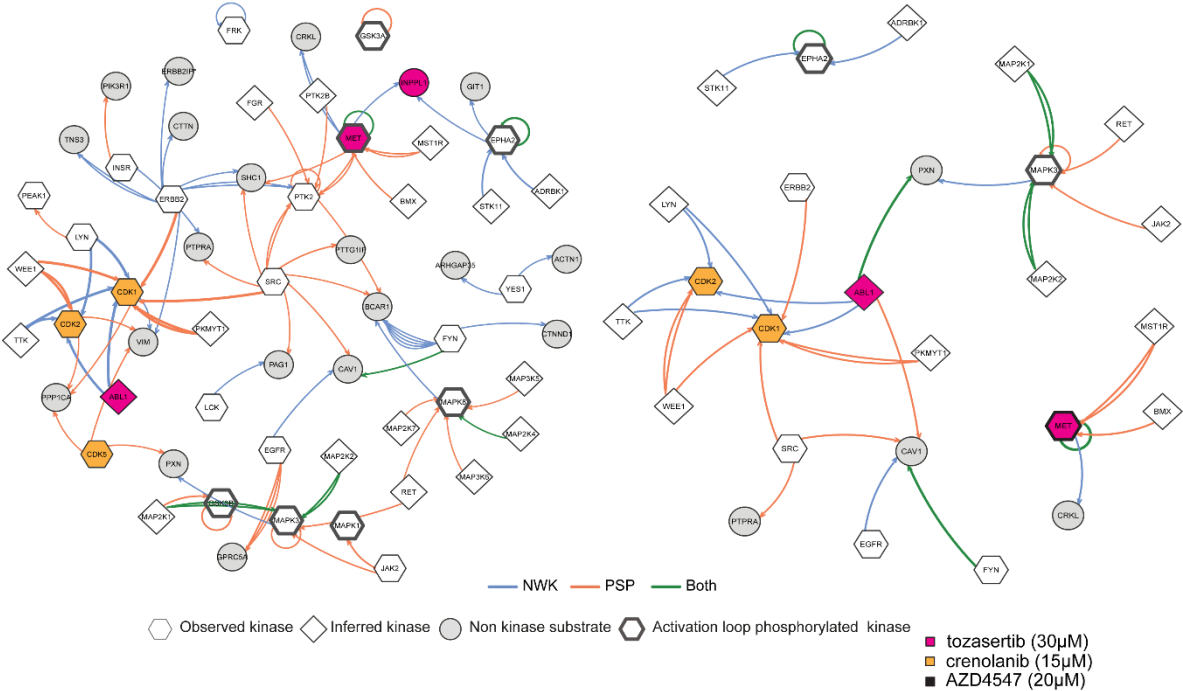 FRK
CRKL
GSK3A
ERBB2IP
PIK3R1
FGR
PTK2B
INPPL1
GIT1
CTTN
TNS3
MET
EPHA2
MST1R
INSR
SHC1
ADRBK1
PEAK1
ERBB2
PTK2
BMX
STK11
LYN
PTPRA
PTTG1IP
ACTN1
ARHGAP35
WEE1
SRC
YES1
CDK1
BCAR1
CDK2
PKMYT1
CTNND1
TTK
VIM
FYN
PAG1
CAV1
MAP3K5
PPP1CA
ABL1
LCK
MAPK8
MAP2K7
MAP2K4
CDK5
EGFR
PXN
MAP2K2
RET
GSK3B
MAP2K1
MAPK3
MAPK1
GPRC5A
JAK2
ADRBK1
EPHA2
STK11
MAP2K1
RET
PXN
MAPK3
ERBB2
LYN
JAK2
CDK2
ABL1
MAP2K2
TTK
CDK1
MST1R
PKMYT1
WEE1
BMX
MET
SRC
CAV1
PTPRA
CRKL
EGFR
FYN
NWK PSP Both
Observed kinase Inferred kinase Non kinase substrate Activation loop phosphorylated kinase
tozasertib (30µM)
crenolanib (15µM)
AZD4547 (20µM)